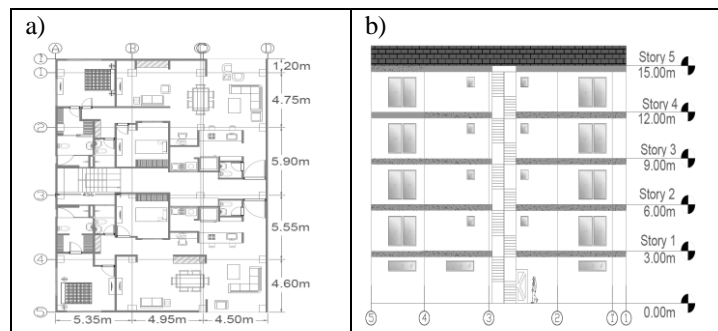 a)
A
B
C
D
1
1
1.20m
4.75m
2
5.90m
3
5.55m
4
4.60m
5
5.35m
4.95m
4.50m
b)
Story 5
15.00m
Story 4
12.00m
Story 3
9.00m
Story 2
6.00m
Story 1
3.00m
0.00m
5
4
3
2
1
1